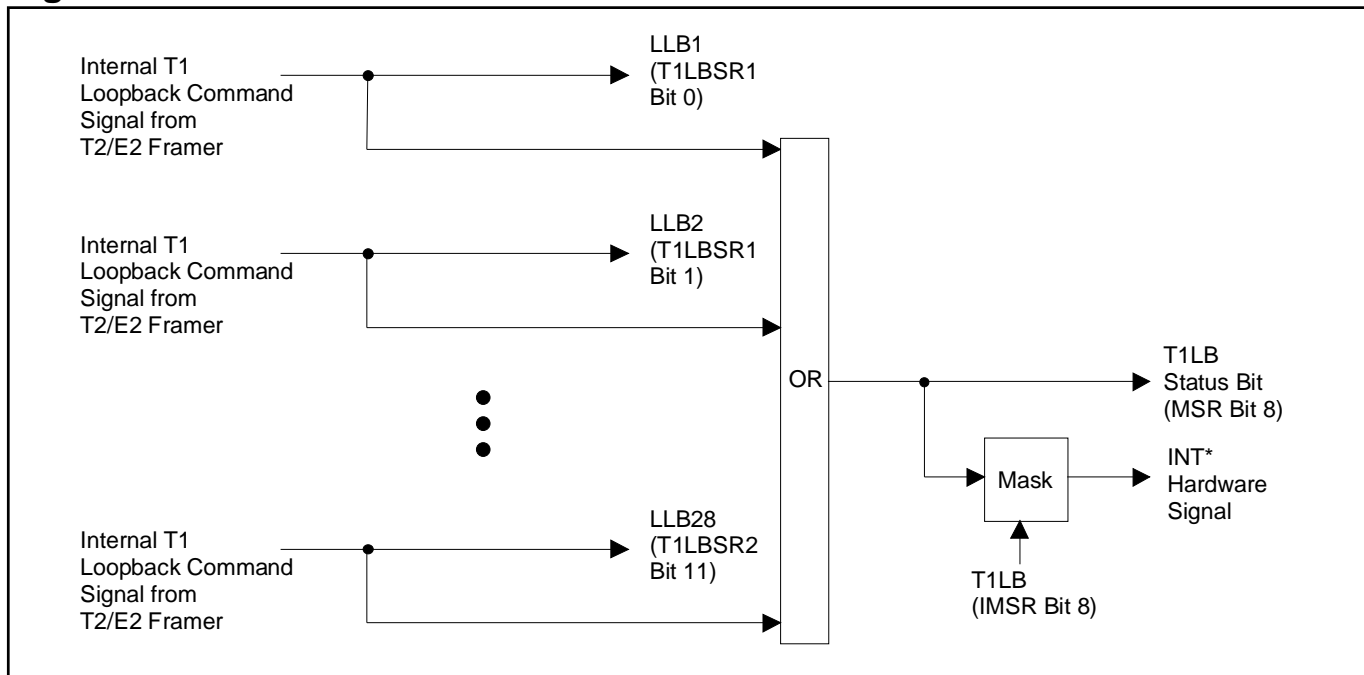 Internal T1
Loopback Command
Signal from
T2/E2 Framer
LLB1
(T1LBSR1
Bit 0)
Internal T1
Loopback Command
Signal from
T2/E2 Framer
LLB2
(T1LBSR1
Bit 1)
OR
T1LB
Status Bit
(MSR Bit 8)
Mask
INT*
Hardware
Signal
T1LB
(IMSR Bit 8)
Internal T1
Loopback Command
Signal from
T2/E2 Framer
LLB28
(T1LBSR2
Bit 11)